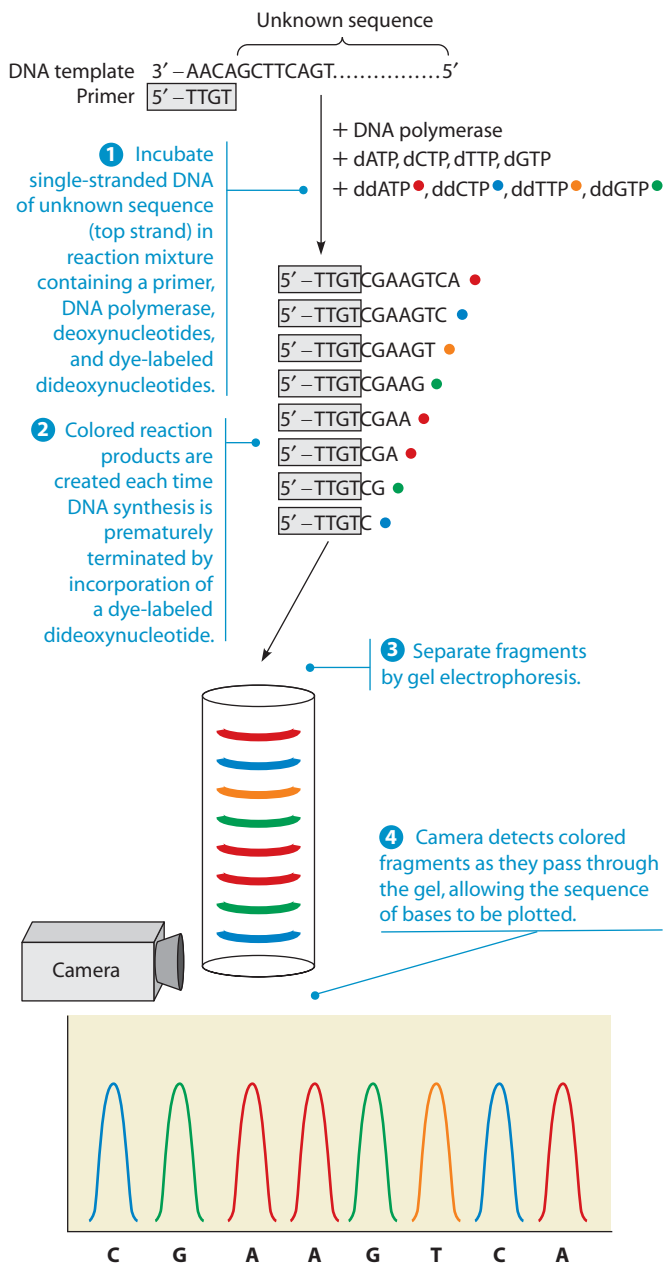 Unknown sequence
DNA template 3′ –AACAGCTTCAGT................5′
Primer 5′ –TTGT
+ DNA polymerase
+ dATP, dCTP, dTTP, dGTP
+ ddATP, ddCTP, ddTTP, ddGTP
1 Incubate
single-stranded DNA
of unknown sequence
(top strand) in
reaction mixture
containing a primer,
DNA polymerase,
deoxynucleotides,
and dye-labeled
dideoxynucleotides.
5′ –TTGTCGAAGTCA
5′ –TTGTCGAAGTC
5′ –TTGTCGAAGT
5′ –TTGTCGAAG
5′ –TTGTCGAA
5′ –TTGTCGA
5′ –TTGTCG
5′ –TTGTC
2 Colored reaction
products are
created each time
DNA synthesis is
prematurely
terminated by
incorporation of
a dye-labeled
dideoxynucleotide.
3 Separate fragments
by gel electrophoresis.
4 Camera detects colored
fragments as they pass through
the gel, allowing the sequence
of bases to be plotted.
Camera
C G A A G T C A